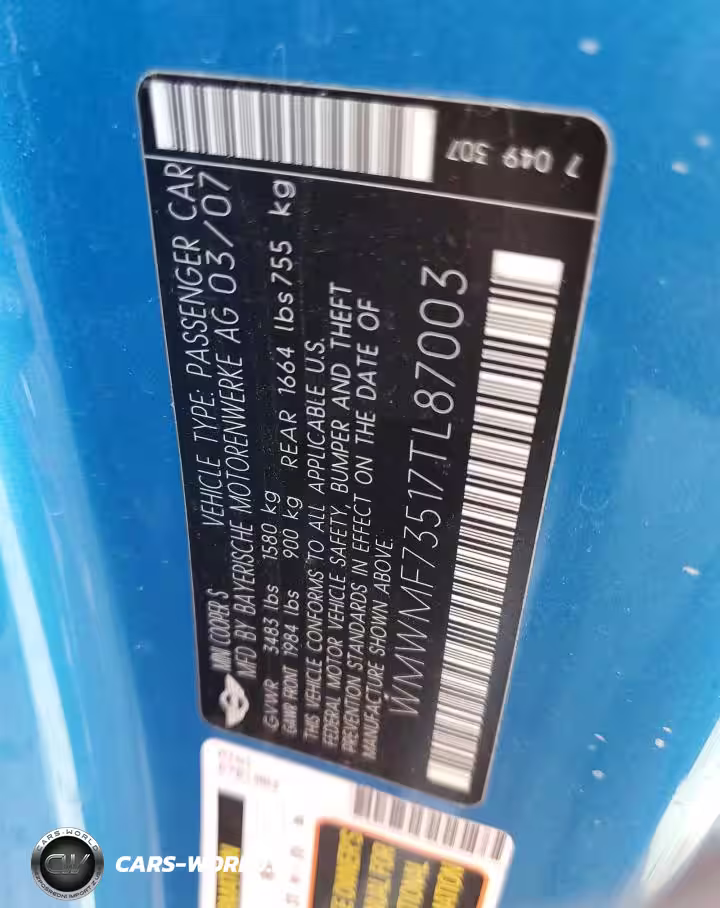 7 049 307
MINI COOPER S VEHICLE TYPE: PASSENGER CAR
MFD BY BAYERISCHE MOTORENWERKE AG 03/07
GVWR 3483 lbs 1580 kg
GAWR FRONT 1984 lbs 900 kg REAR 1664 lbs 755 kg
THIS VEHICLE CONFORMS TO ALL APPLICABLE U.S.
FEDERAL MOTOR VEHICLE SAFETY, BUMPER AND THEFT
PREVENTION STANDARDS IN EFFECT ON THE DATE OF
MANUFACTURE SHOWN ABOVE.
WMWMF73517TL87003
CARS-WORLD
CW